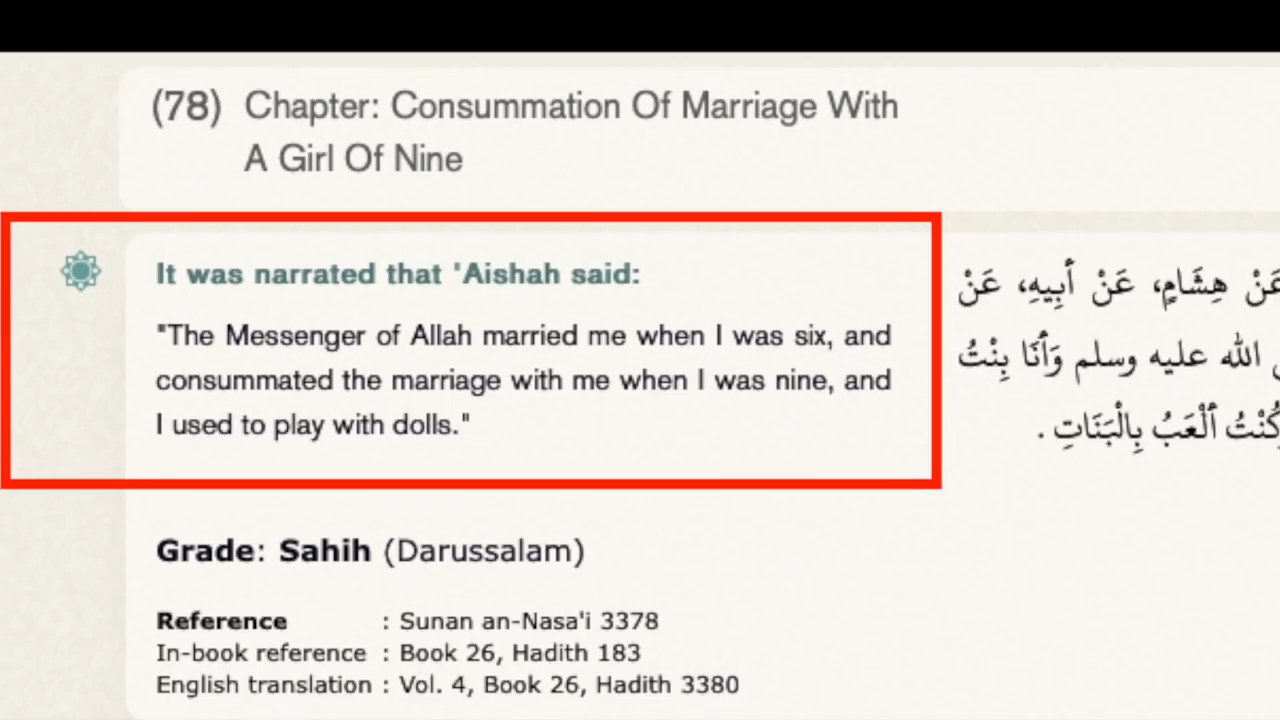 (78) Chapter: Consummation Of Marriage With
A Girl Of Nine
It was narrated that 'Aishah said:
"The Messenger of Allah married me when I was six, and
consummated the marriage with me when I was nine, and
I used to play with dolls."
عَنْ هِشَامٍ، عَنْ أَبِيهِ، عَنْ
الله عليه وسلم وَأَنَا بِنْتُ
كُنْتُ أَلْعَبُ بِالْبَنَاتِ ‏.‏
Grade: Sahih (Darussalam)
Reference : Sunan an-Nasa'i 3378
In-book reference : Book 26, Hadith 183
English translation : Vol. 4, Book 26, Hadith 3380